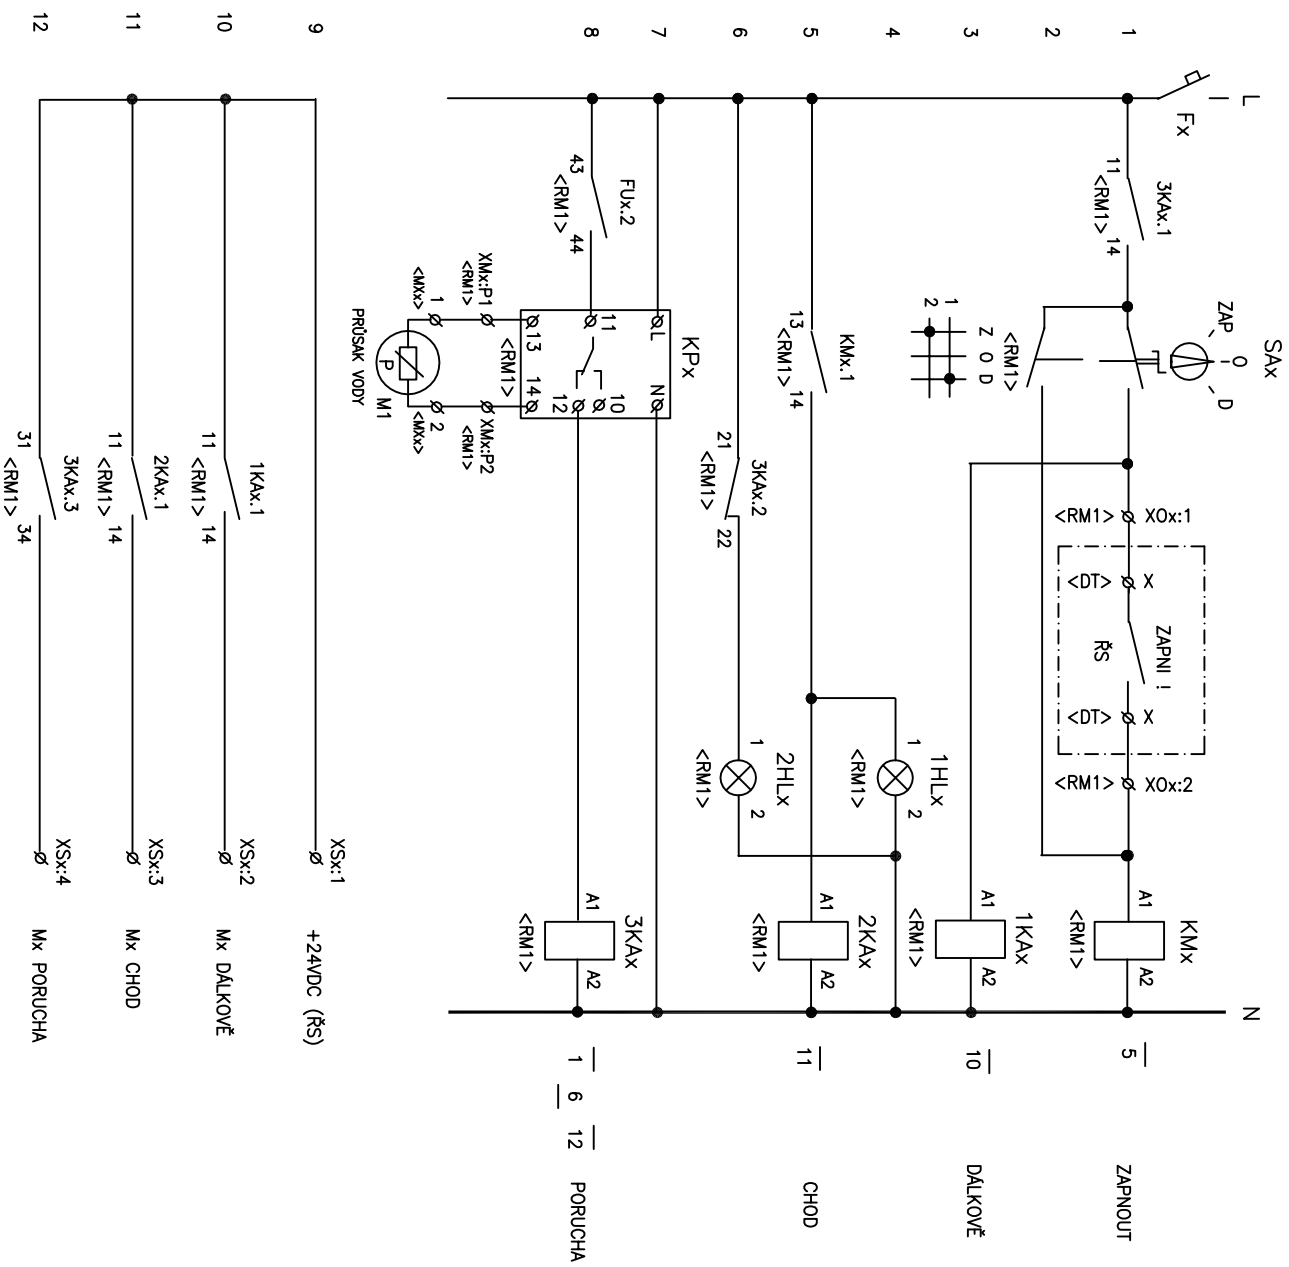 L
Fx
1
11
3KAx.1
<RM1>
14
ZAP
O
D
SAx
XOx:1
<RM1>
X
<DT>
ZAPNI !
ŘS
X
<DT>
XOx:2
<RM1>
A1
KMx
<RM1>
A2
N
5
ZAPNOUT
2
<RM1>
3
1
2
Z O D
A1
1KAx
<RM1>
A2
10
DÁLKOVĚ
4
1
1HLx
<RM1>
2
5
13
KMx.1
<RM1>
14
A1
2KAx
<RM1>
A2
11
CHOD
6
21
3KAx.2
<RM1>
22
1
2HLx
<RM1>
2
7
L
KPx
N
8
43
FUx.2
<RM1>
44
11
10
12
13
14
<RM1>
A1
3KAx
<RM1>
A2
1
6
12
PORUCHA
XMx:P1
<RM1>
1
<MXx>
P
M1
PRŮSAK VODY
XMx:P2
<RM1>
2
<MXx>
9
XSx:1
+24VDC (ŘS)
10
11
1KAx.1
<RM1>
14
XSx:2
Mx DÁLKOVĚ
11
11
2KAx.1
<RM1>
14
XSx:3
Mx CHOD
12
31
3KAx.3
<RM1>
34
XSx:4
Mx PORUCHA